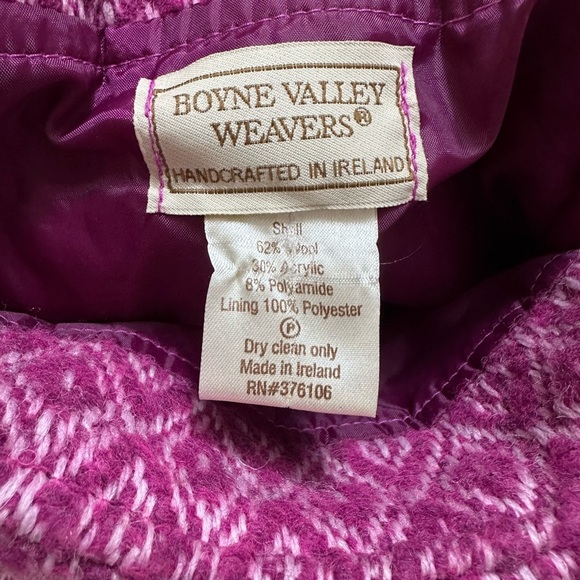 BOYNE VALLEY
WEAVERS®
HANDCRAFTED IN IRELAND
Shell
62% Wool
30% Acrylic
8% Polyamide
Lining 100% Polyester
P
Dry clean only
Made in Ireland
RN#376106